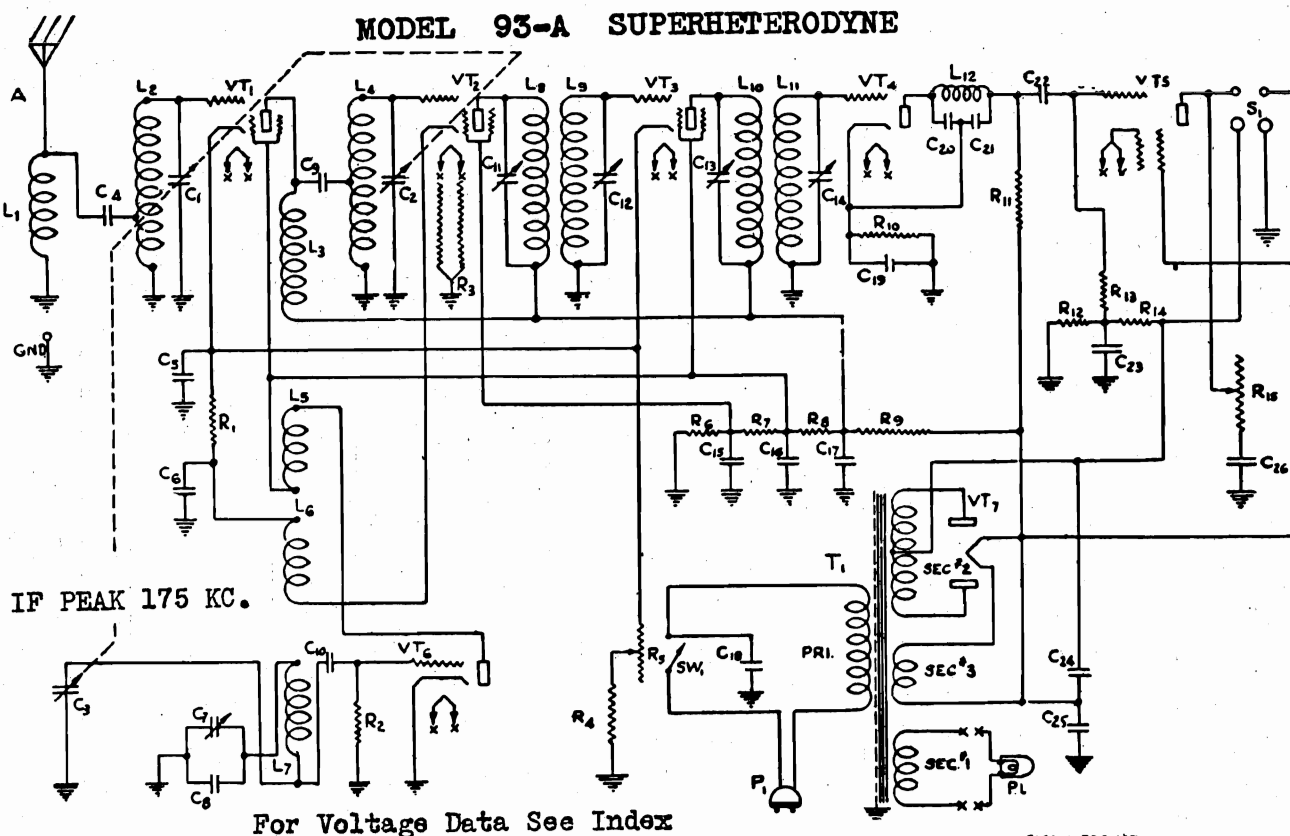 MODEL 93-A SUPERHETERODYNE
A
L2
VT1
L4
VT2
L8
L9
VT3
L10
L11
VT4
L12
C22
VT5
S1
L1
C4
C1
C9
C2
C11
C12
C13
C14
C20
C21
L3
R3
R10
C19
R11
R13
R12
R14
GND
C5
C23
R15
R1
L5
R6
R7
R8
R9
C6
C15
C16
C17
C26
L6
VT7
T1
SEC #2
IF PEAK 175 KC.
C10
VT6
R5
SW1
C18
PRI.
SEC #3
C24
C3
C7
R2
R4
C25
L7
C8
SEC. #1
P1
P.L.
x x
For Voltage Data See Index